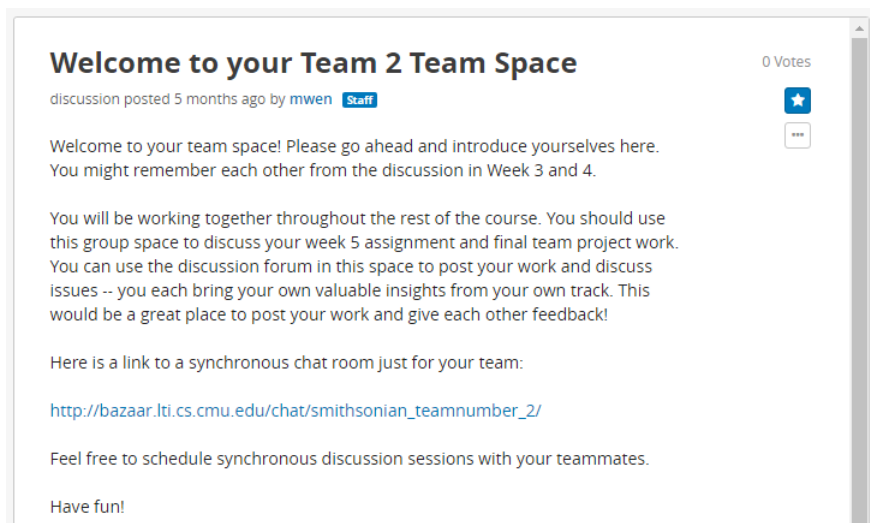 Welcome to your Team 2 Team Space
0 Votes
discussion posted 5 months ago by mwen Staff
Welcome to your team space! Please go ahead and introduce yourselves here.
You might remember each other from the discussion in Week 3 and 4.
You will be working together throughout the rest of the course. You should use
this group space to discuss your week 5 assignment and final team project work.
You can use the discussion forum in this space to post your work and discuss
issues -- you each bring your own valuable insights from your own track. This
would be a great place to post your work and give each other feedback!
Here is a link to a synchronous chat room just for your team:
http://bazaar.lti.cs.cmu.edu/chat/smithsonian_teamnumber_2/
Feel free to schedule synchronous discussion sessions with your teammates.
Have fun!